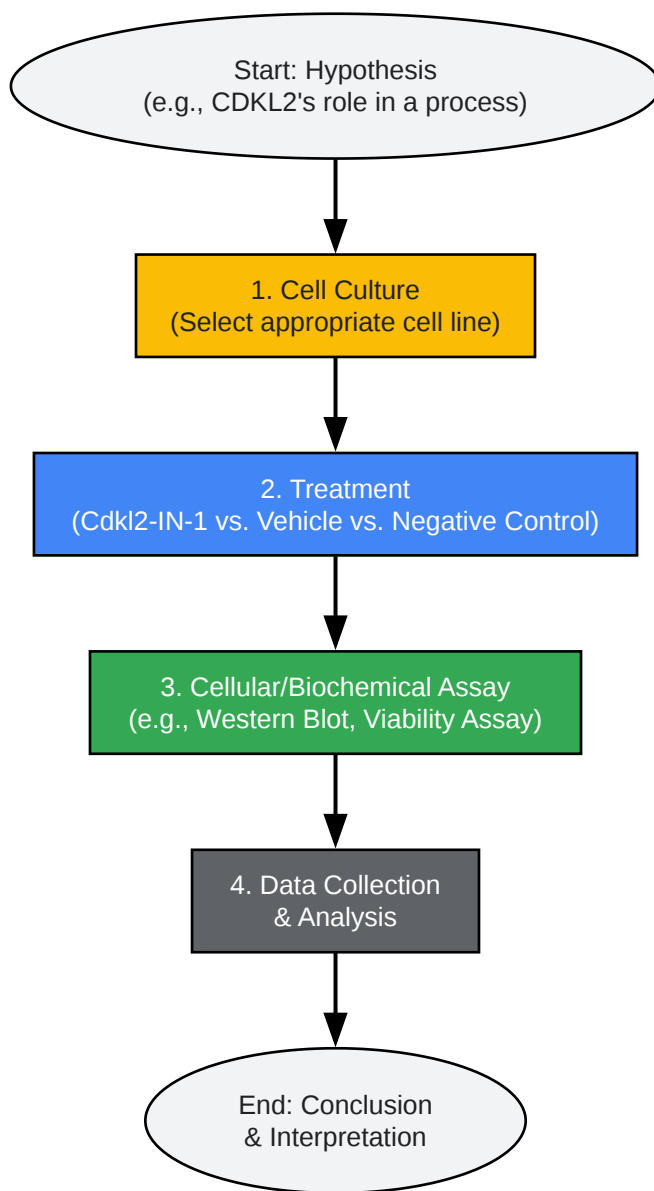 Start: Hypothesis
(e.g., CDKL2's role in a process)
1. Cell Culture
(Select appropriate cell line)
2. Treatment
(Cdkl2-IN-1 vs. Vehicle vs. Negative Control)
3. Cellular/Biochemical Assay
(e.g., Western Blot, Viability Assay)
4. Data Collection
& Analysis
End: Conclusion
& Interpretation